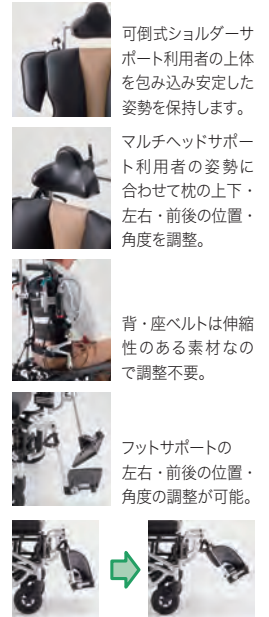 可倒式ショルダーサ
ポート利用者の上体
を包み込み安定した
姿勢を保持します。
マルチヘッドサポー
ト利用者の姿勢に
合わせて枕の上下・
左右・前後の位置・
角度を調整。
背・座ベルトは伸縮
性のある素材なの
で調整不要。
フットサポートの
左右・前後の位置・
角度の調整が可能。